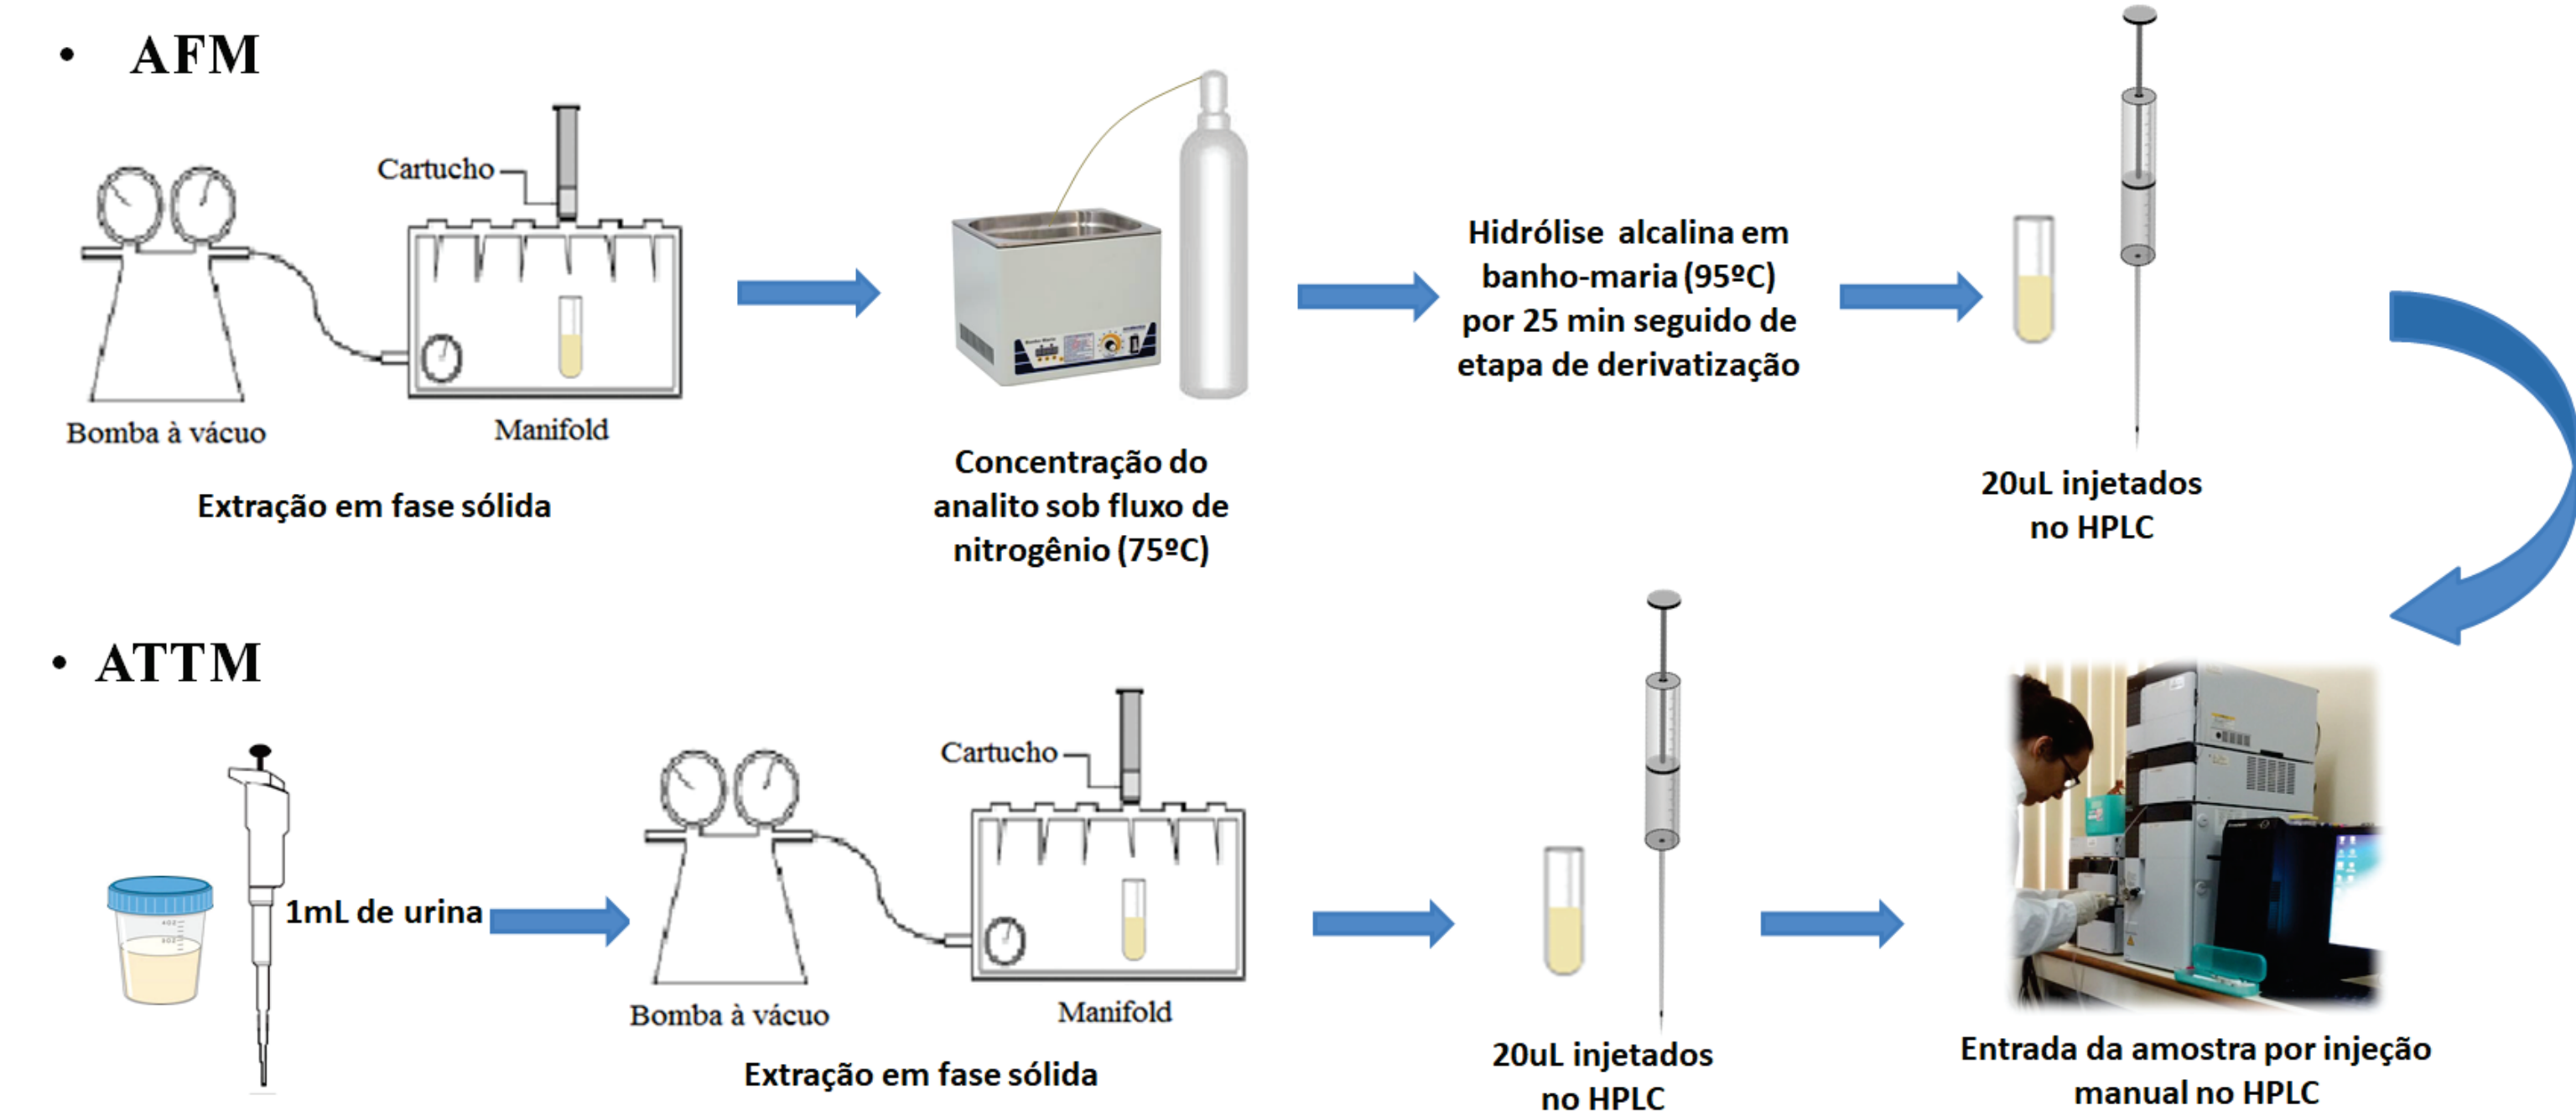 • AFM
Cartucho
Bomba à vácuo
Manifold
Extração em fase sólida
Concentração do
analito sob fluxo de
nitrogênio (75ºC)
Hidrólise alcalina em
banho-maria (95ºC)
por 25 min seguido de
etapa de derivatização
20uL injetados
no HPLC
• ATTM
1mL de urina
Cartucho
Bomba à vácuo
Manifold
Extração em fase sólida
20uL injetados
no HPLC
Entrada da amostra por injeção
manual no HPLC